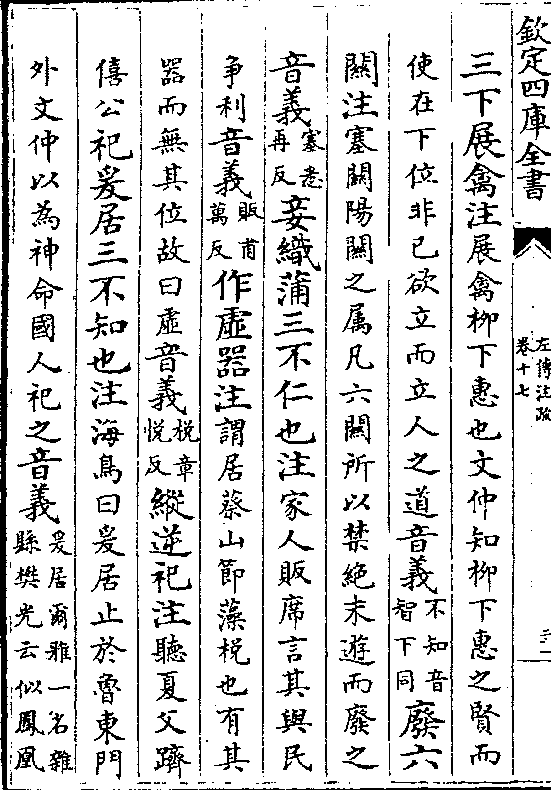 欽定四庫全書
左傳注疏
卷十七
三下展禽注展禽栁下惠也文仲知栁下惠之賢而
使在下位非已欲立而立人之道音義不知音智下同廢六
關注塞關陽關之属凡六關所以禁絶末遊而廢之
音義塞悉再反妾織蒲三不仁也注家人販席言其與民
争利音義販甫萬反作虛器注謂居蔡山節藻梲也有其
器而無其位故曰虛音義梲章悦反縱逆祀注聽夏父躋
僖公祀爰居三不知也注海鳥曰爰居止於魯東門
外文仲以為神命國人祀之音義爰居爾雅一名雜縣樊光云似鳳凰